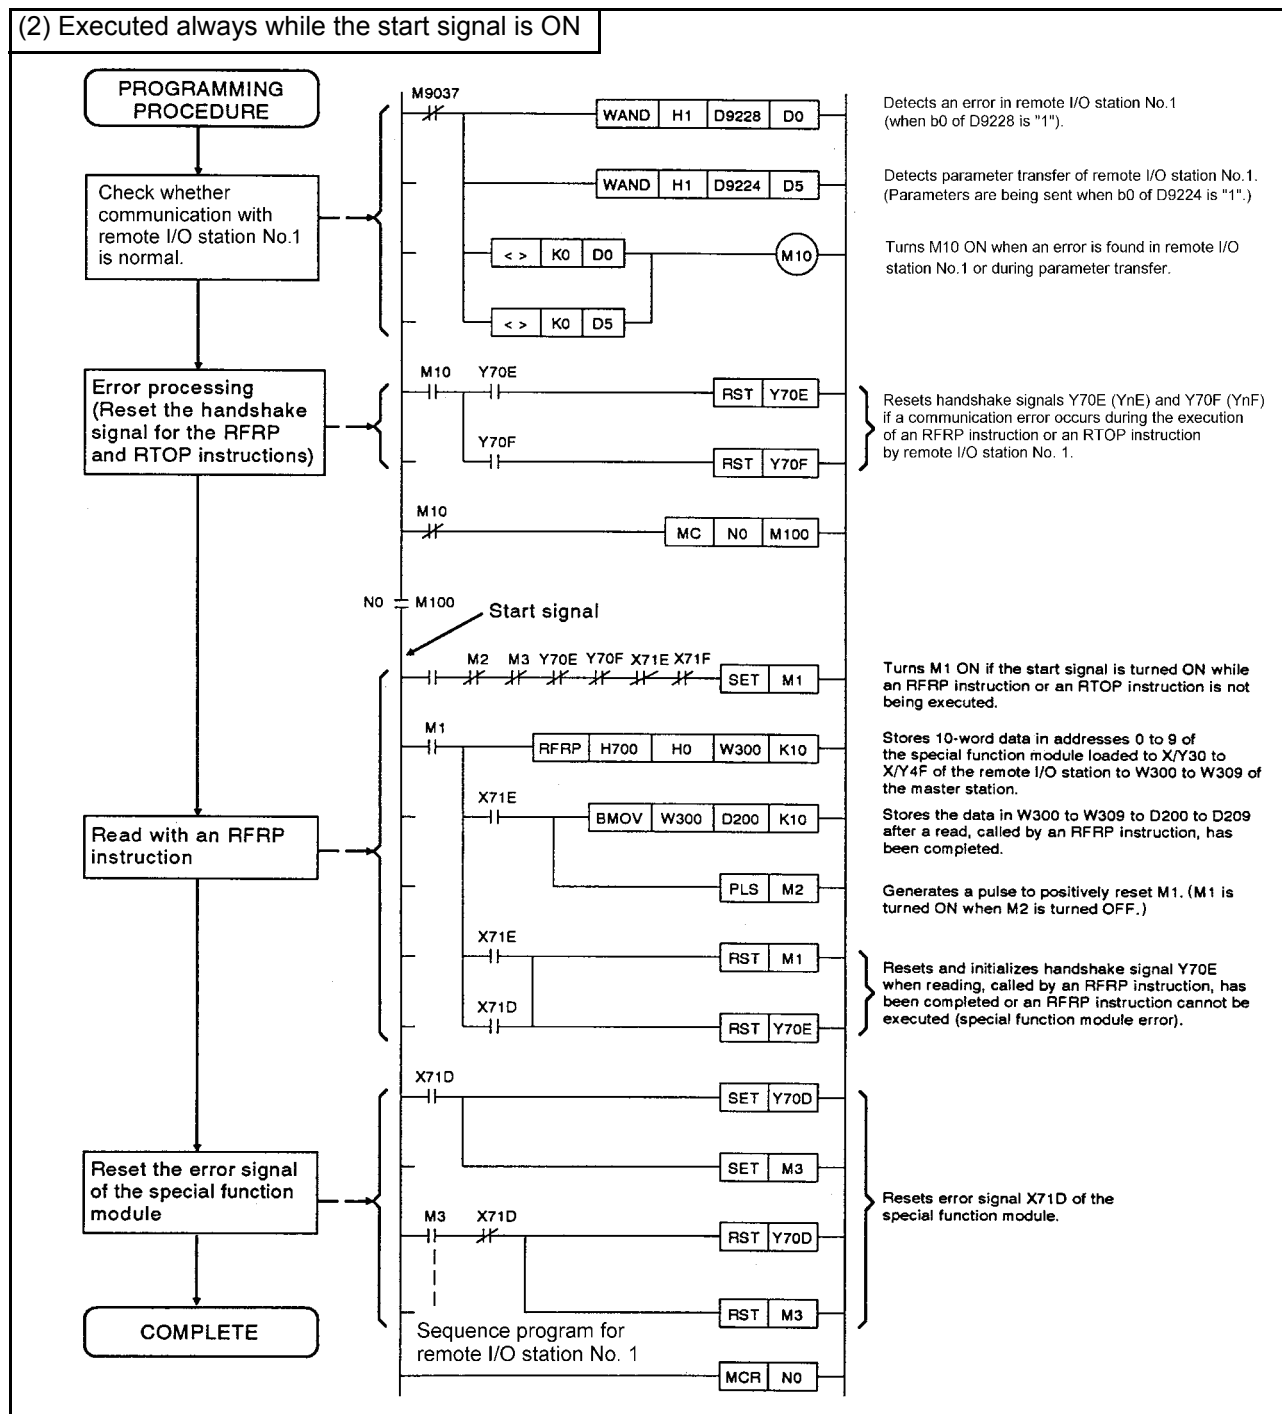 (2) Executed always while the start signal is ON
PROGRAMMING
PROCEDURE
Check whether
communication with
remote I/O station No.1
is normal.
M9037
WAND H1 D9228 D0
Detects an error in remote I/O station No.1
(when b0 of D9228 is "1").
WAND H1 D9224 D5
Detects parameter transfer of remote I/O station No.1.
(Parameters are being sent when b0 of D9224 is "1".)
< > K0 D0
M10
Turns M10 ON when an error is found in remote I/O
station No.1 or during parameter transfer.
< > K0 D5
Error processing
(Reset the handshake
signal for the RFRP
and RTOP instructions)
M10 Y70E
RST Y70E
Y70F
RST Y70F
Resets handshake signals Y70E (YnE) and Y70F (YnF)
if a communication error occurs during the execution
of an RFRP instruction or an RTOP instruction
by remote I/O station No. 1.
M10
MC N0 M100
N0 M100
Start signal
M2 M3 Y70E Y70F X71E X71F
SET M1
Turns M1 ON if the start signal is turned ON while
an RFRP instruction or an RTOP instruction is not
being executed.
Read with an RFRP
instruction
M1
RFRP H700 H0 W300 K10
Stores 10-word data in addresses 0 to 9 of
the special function module loaded to X/Y30 to
X/Y4F of the remote I/O station to W300 to W309 of
the master station.
X71E
BMOV W300 D200 K10
Stores the data in W300 to W309 to D200 to D209
after a read, called by an RFRP instruction, has
been completed.
PLS M2
Generates a pulse to positively reset M1. (M1 is
turned ON when M2 is turned OFF.)
X71E
RST M1
X71D
RST Y70E
Resets and initializes handshake signal Y70E
when reading, called by an RFRP instruction, has
been completed or an RFRP instruction cannot be
executed (special function module error).
Reset the error signal
of the special function
module
X71D
SET Y70D
SET M3
M3 X71D
RST Y70D
RST M3
Resets error signal X71D of the
special function module.
COMPLETE
Sequence program for
remote I/O station No. 1
MCR N0